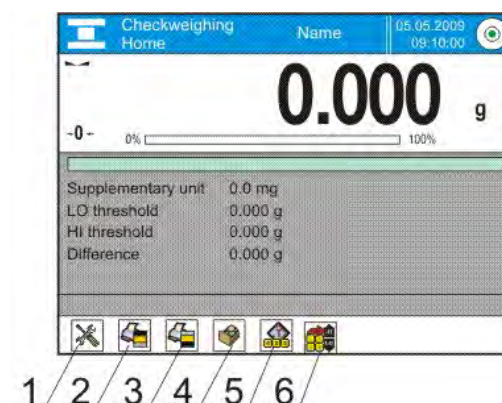 Checkweighing
Home
Name
05.05.2009
09:10:00
0.000 g
-0-
0% 100%
Supplementary unit 0.0 mg
LO threshold 0.000 g
HI threshold 0.000 g
Difference 0.000 g
1 2 3 4 5 6